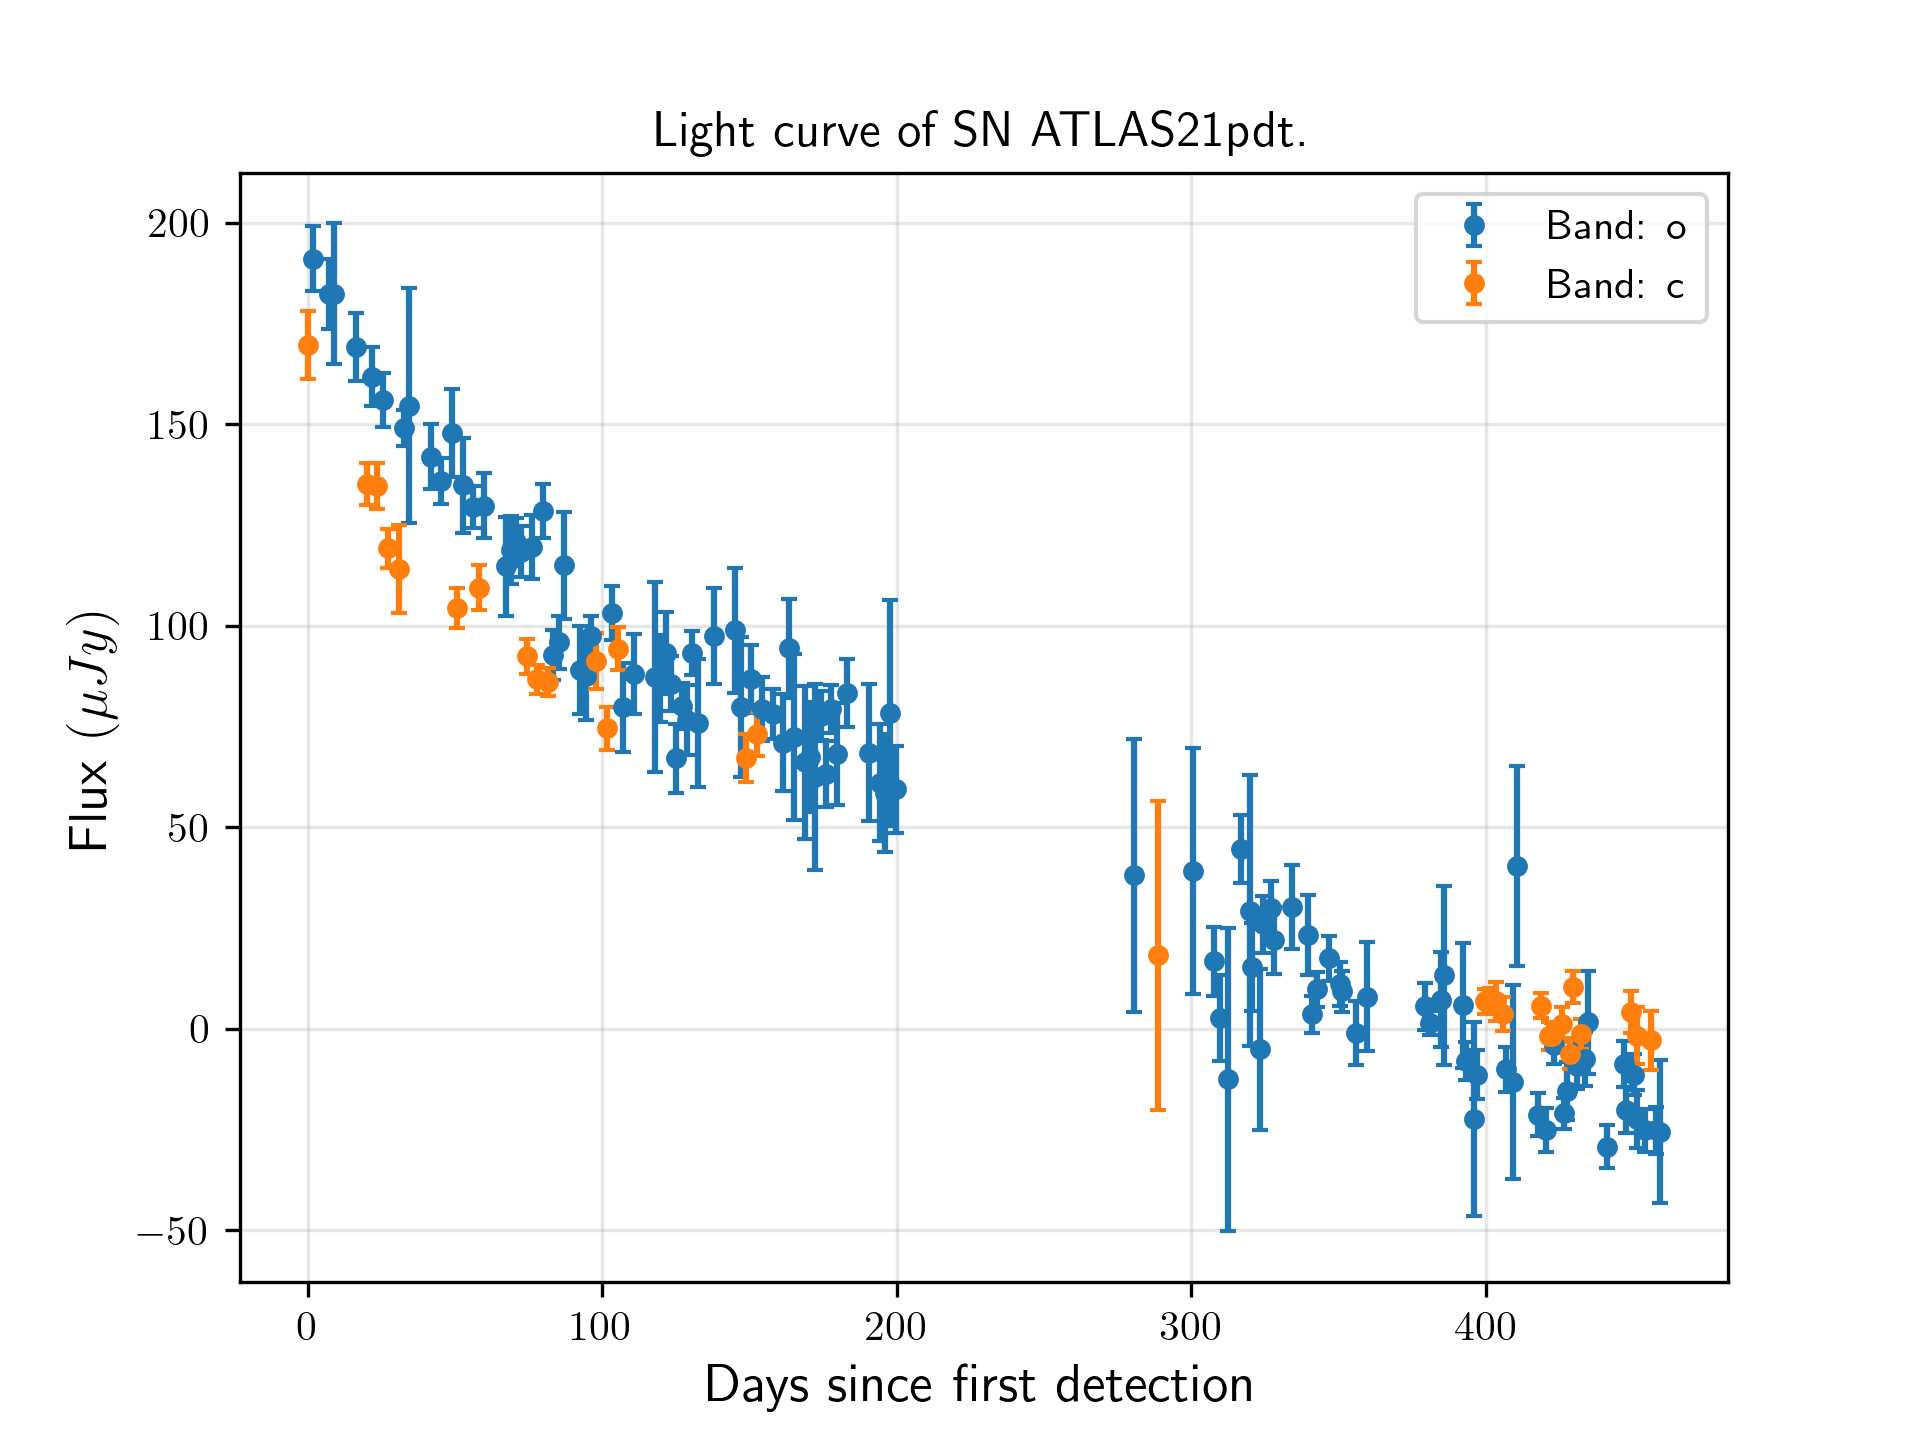 Light curve of SN ATLAS21pdt.
Band: o
Band: c
Flux (μJy)
200
150
100
50
0
−50
0 100 200 300 400
Days since first detection